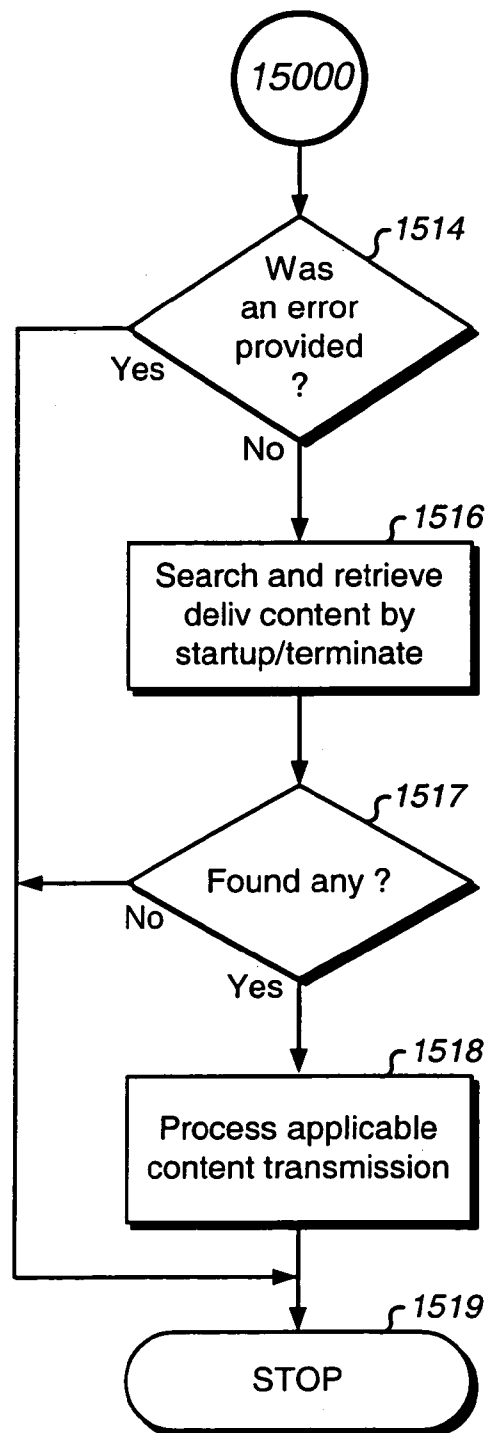 15000
1514
Was
an error
provided
?
Yes
No
1516
Search and retrieve
deliv content by
startup/terminate
1517
Found any ?
No
Yes
1518
Process applicable
content transmission
1519
STOP